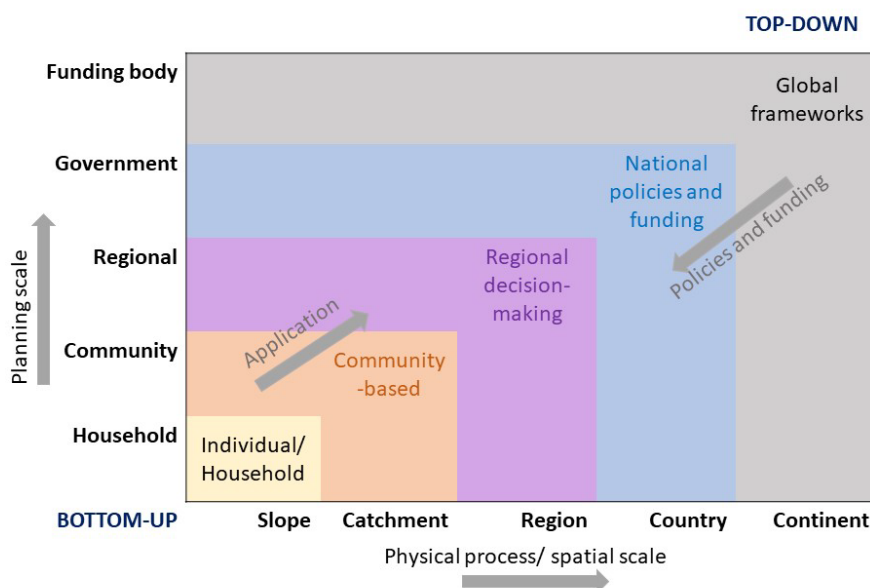 TOP-DOWN
Funding body
Global
frameworks
Government
National
policies and
funding
Policies and funding
Planning scale
Regional
Regional
decision-
making
Application
Community
Community
-based
Household
Individual/
Household
BOTTOM-UP
Slope
Catchment
Region
Country
Continent
Physical process/ spatial scale